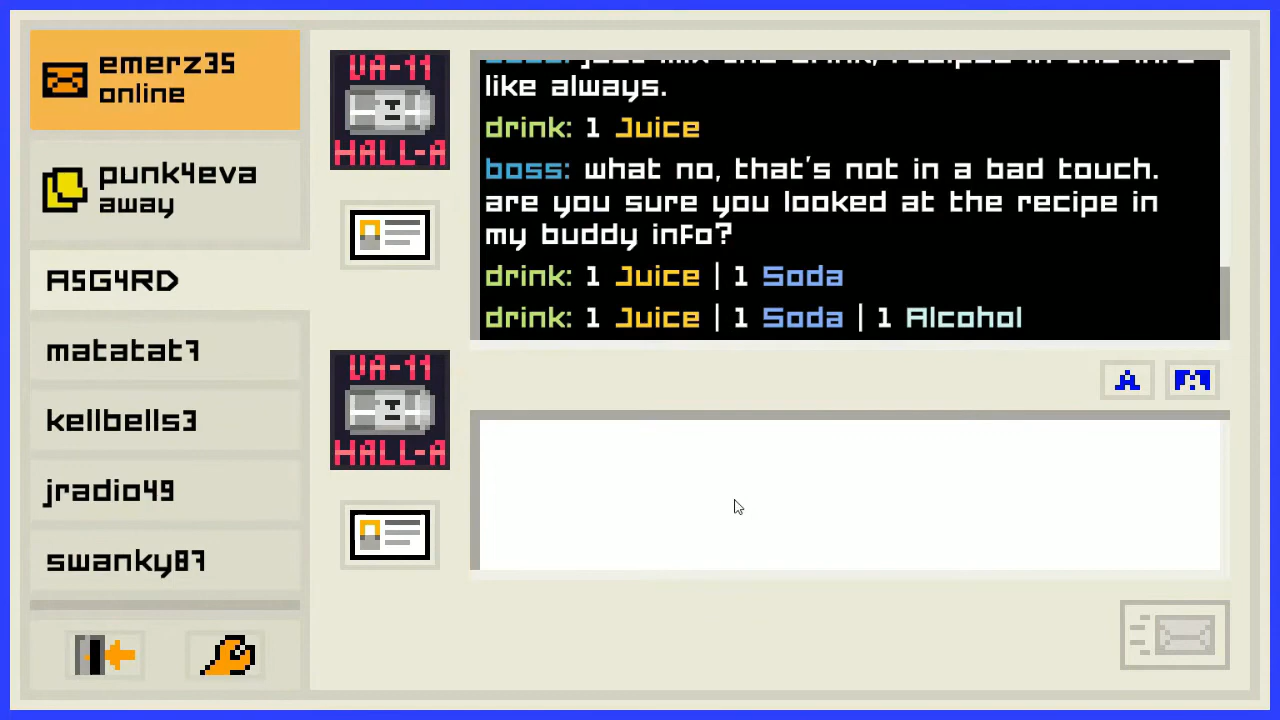 emerz35
online
punk4eva
away
A5G4RD
matatat7
kellbells3
jradio49
swanky87
VA-11
HALL-A
like always.
drink: 1 Juice
boss: what no, that's not in a bad touch.
are you sure you looked at the recipe in
my buddy info?
drink: 1 Juice | 1 Soda
drink: 1 Juice | 1 Soda | 1 Alcohol
A
VA-11
HALL-A